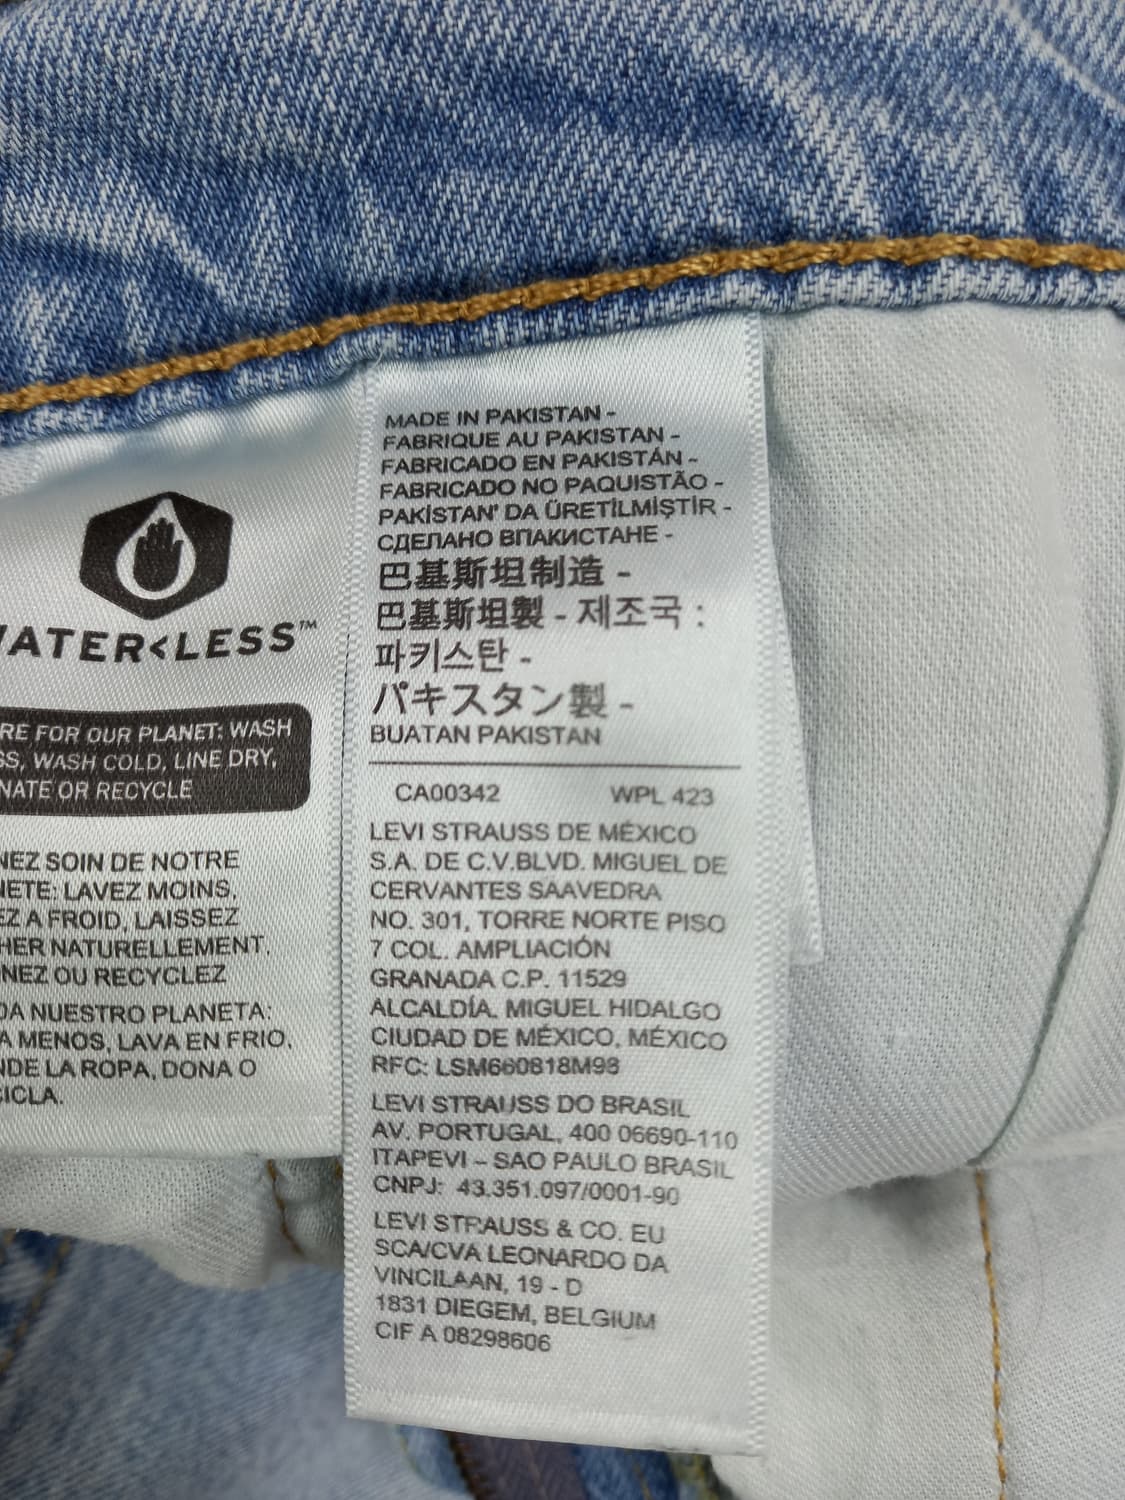 WATER<LESS™
RE FOR OUR PLANET: WASH
SS, WASH COLD, LINE DRY,
NATE OR RECYCLE
NEZ SOIN DE NOTRE
NETE: LAVEZ MOINS,
EZ A FROID, LAISSEZ
HER NATURELLEMENT.
NEZ OU RECYCLEZ
DA NUESTRO PLANETA:
A MENOS, LAVA EN FRIO,
NDE LA ROPA, DONA O
CICLA.
MADE IN PAKISTAN -
FABRIQUE AU PAKISTAN -
FABRICADO EN PAKISTÁN -
FABRICADO NO PAQUISTÃO -
PAKİSTAN' DA ÜRETİLMİŞTİR -
СДЕЛАНО ВПАКИСТАНЕ -
巴基斯坦制造 -
巴基斯坦製 - 제조국 :
파키스탄 -
パキスタン製 -
BUATAN PAKISTAN
CA00342 WPL 423
LEVI STRAUSS DE MÉXICO
S.A. DE C.V.BLVD. MIGUEL DE
CERVANTES SAAVEDRA
NO. 301, TORRE NORTE PISO
7 COL. AMPLIACIÓN
GRANADA C.P. 11529
ALCALDÍA. MIGUEL HIDALGO
CIUDAD DE MÉXICO, MÉXICO
RFC: LSM660818M98
LEVI STRAUSS DO BRASIL
AV. PORTUGAL, 400 06690-110
ITAPEVI – SAO PAULO BRASIL
CNPJ: 43.351.097/0001-90
LEVI STRAUSS & CO. EU
SCA/CVA LEONARDO DA
VINCILAAN, 19 - D
1831 DIEGEM, BELGIUM
CIF A 08298606